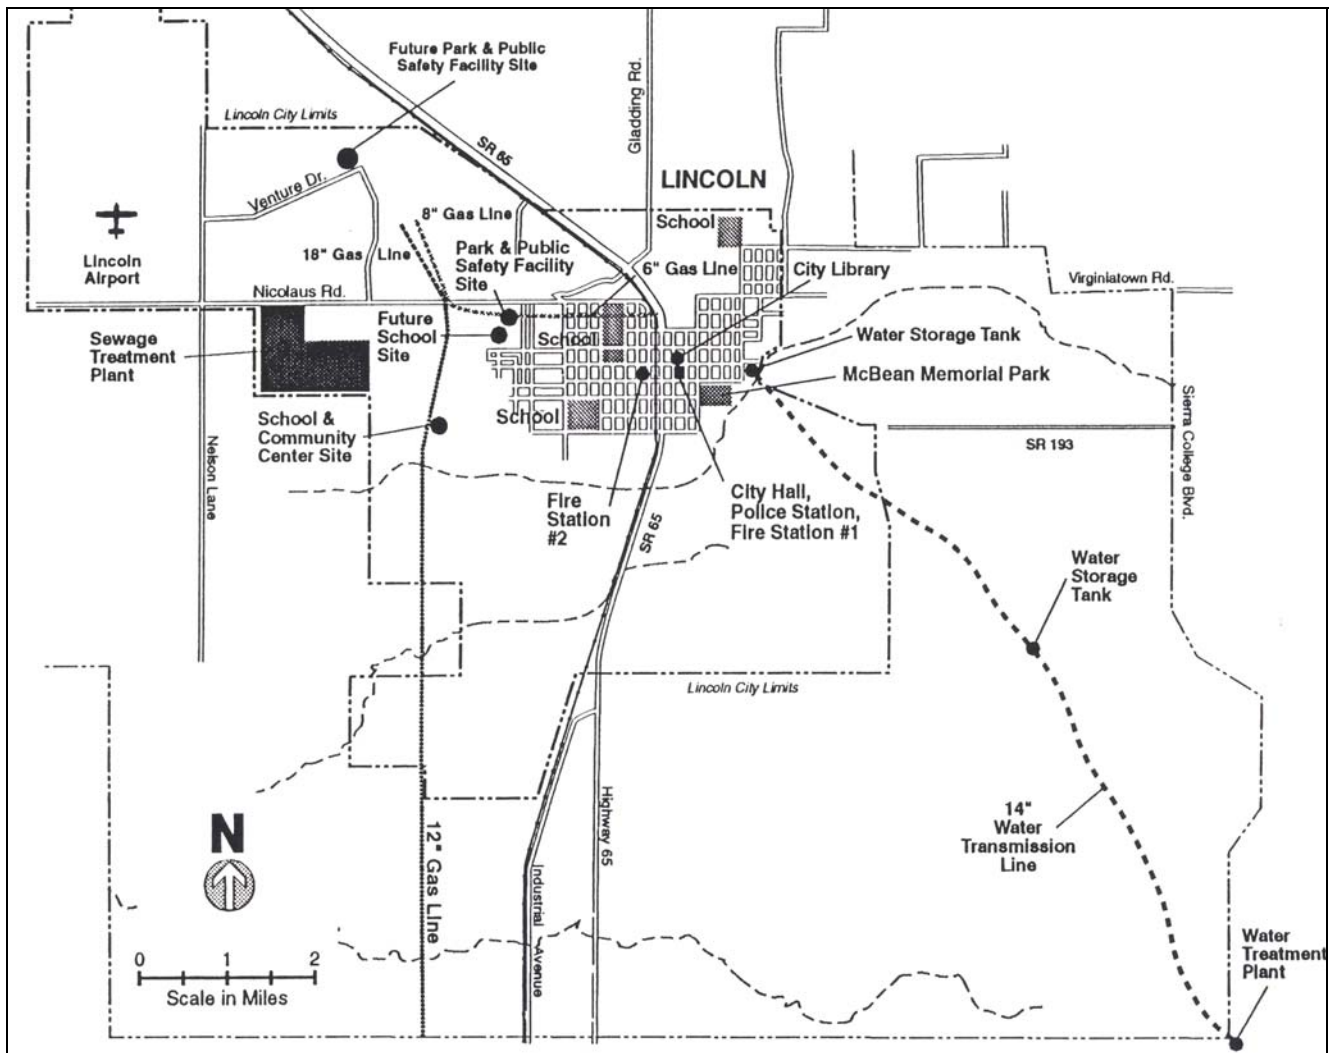 Future Park & Public
Safety Facility Site
Lincoln City Limits
SR 65
Gladding Rd.
LINCOLN
Venture Dr.
8" Gas Line
School
18" Gas Line
Park & Public
Safety Facility
Site
6" Gas Line
City Library
Lincoln
Airport
Nicolaus Rd.
Virginiatown Rd.
Sewage
Treatment
Plant
Future
School
Site
School
Water Storage Tank
McBean Memorial Park
School &
Community
Center Site
School
SR 193
Sierra College Blvd.
Nelson Lane
Fire
Station
#2
SR 65
City Hall,
Police Station,
Fire Station #1
Water
Storage
Tank
Lincoln City Limits
N
12" Gas Line
Highway 65
Industrial Avenue
14"
Water
Transmission
Line
Water
Treatment
Plant
0 1 2
Scale in Miles